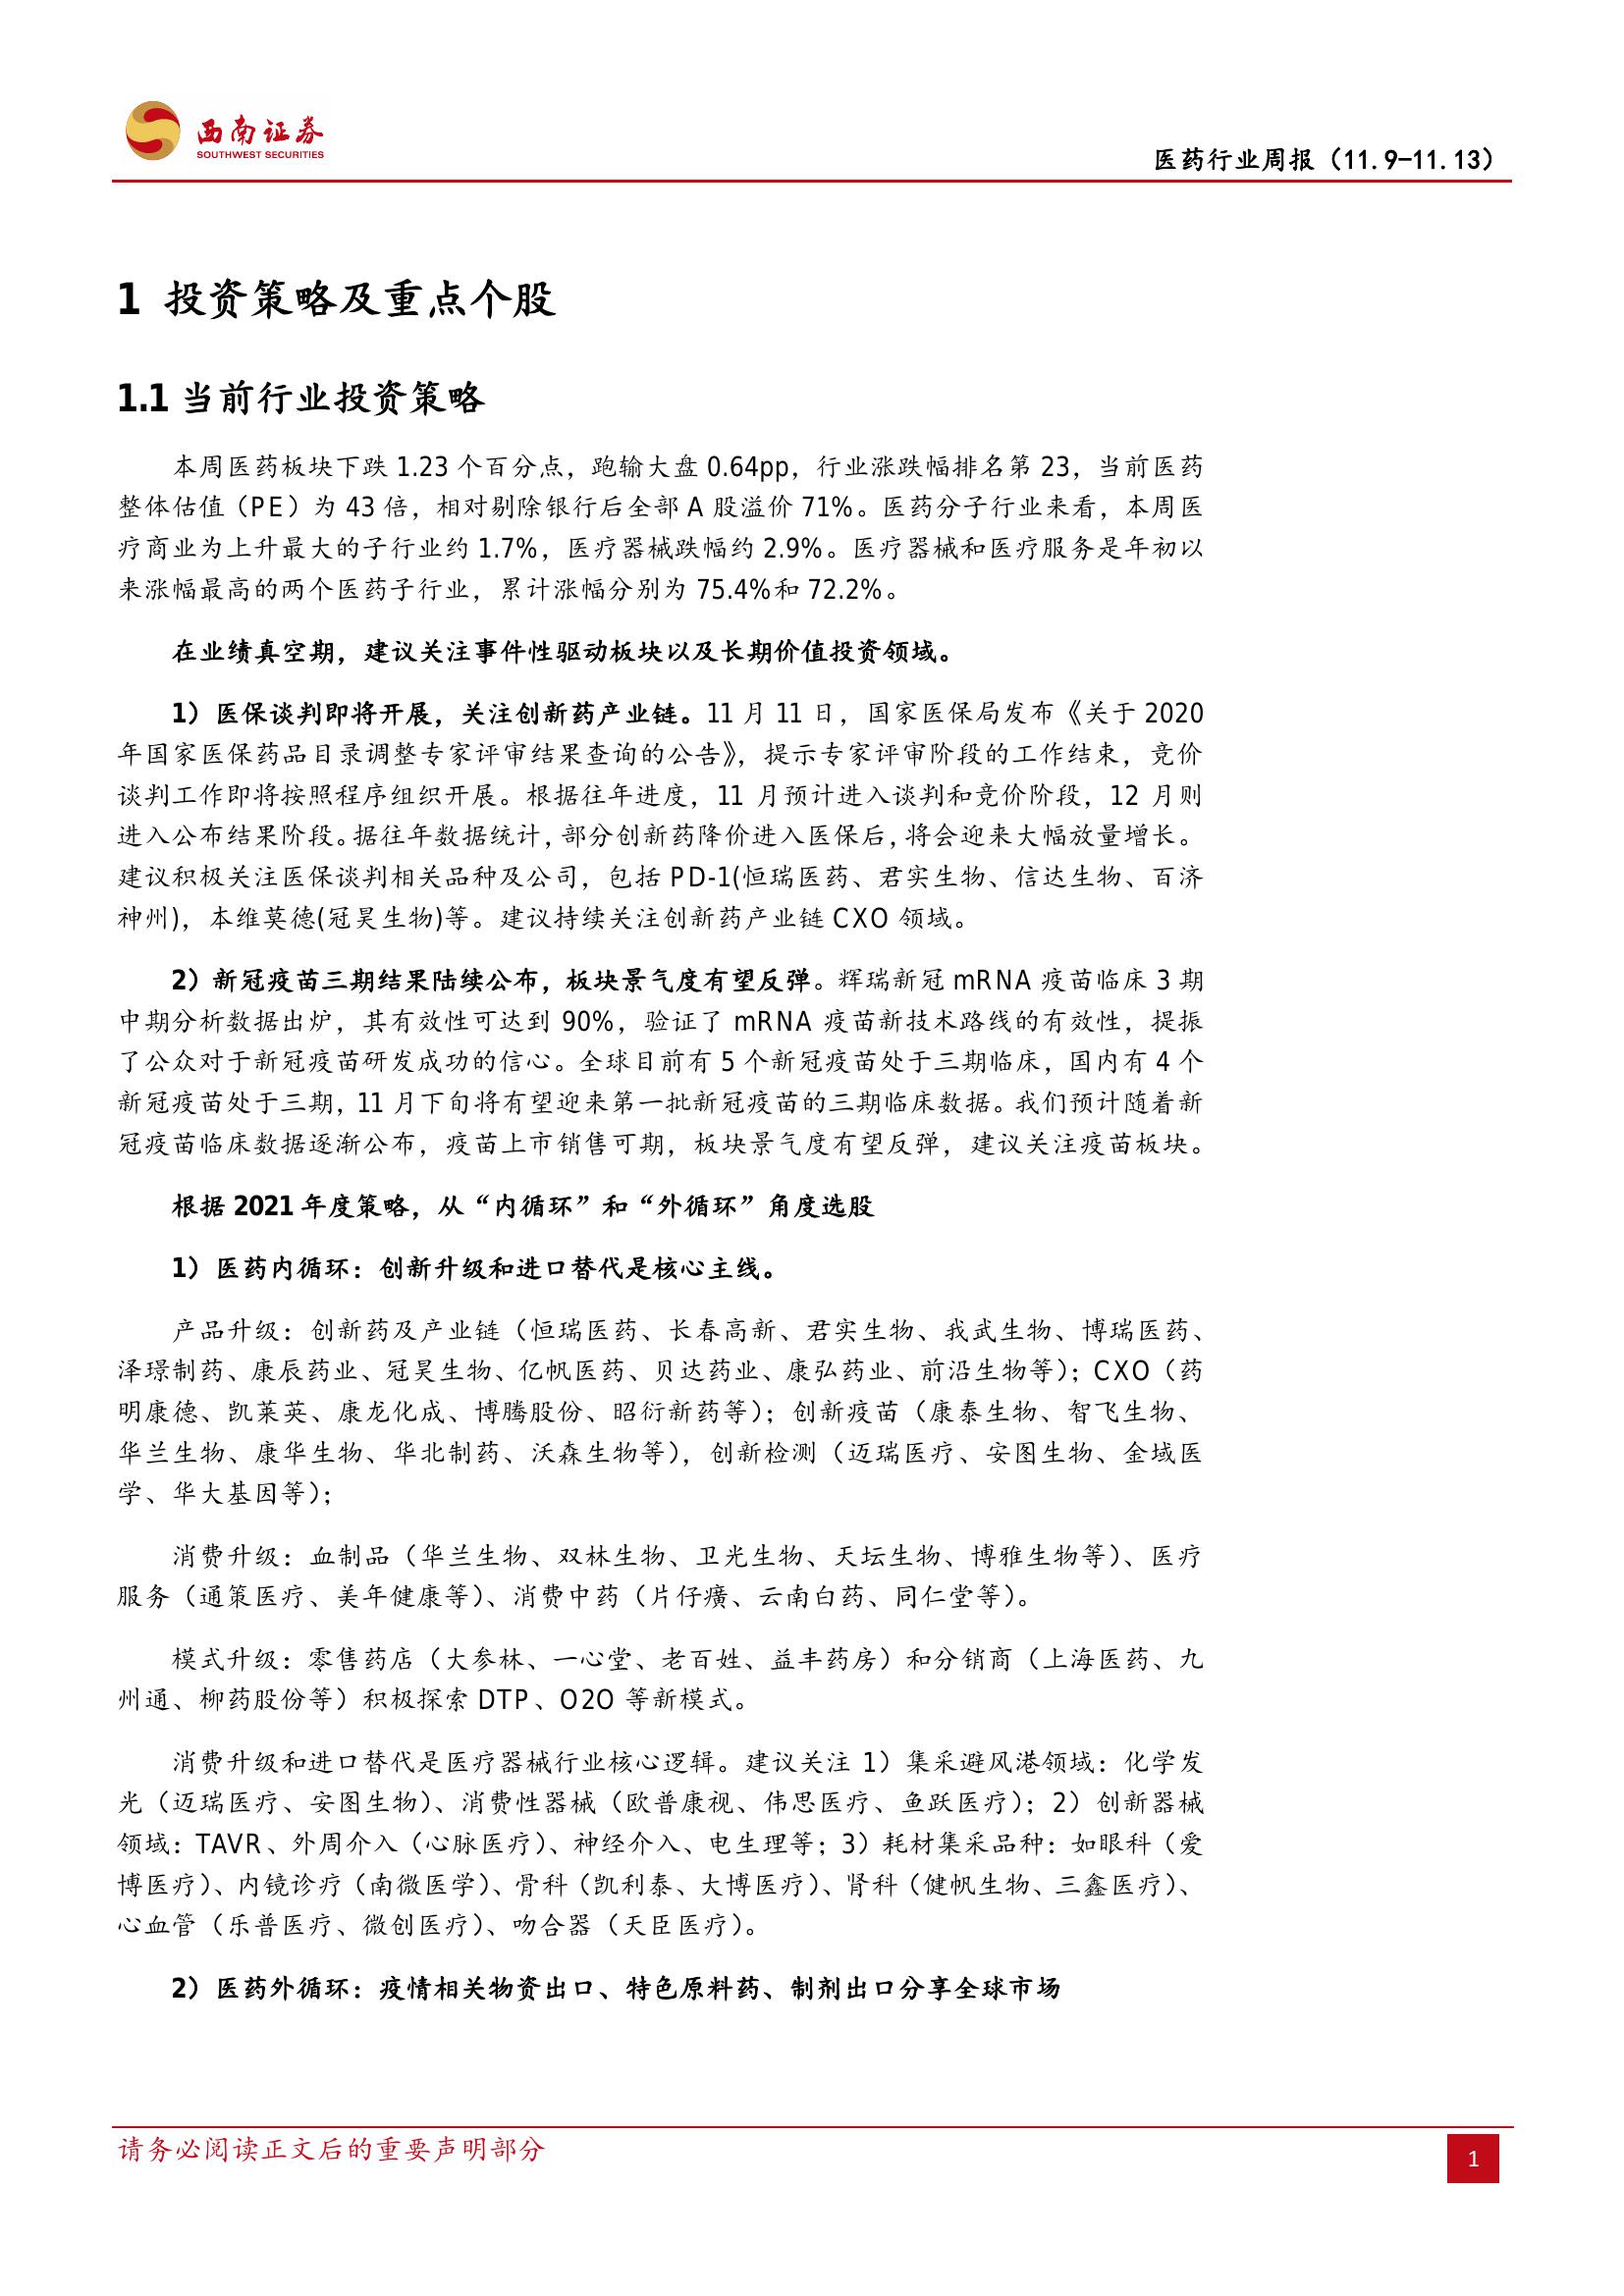 西南证券
SOUTHWEST SECURITIES
医药行业周报（11.9-11.13）
1 投资策略及重点个股
1.1 当前行业投资策略
本周医药板块下跌 1.23 个百分点，跑输大盘 0.64pp，行业涨跌幅排名第 23，当前医药
整体估值（PE）为 43 倍，相对剔除银行后全部 A 股溢价 71%。医药分子行业来看，本周医
疗商业为上升最大的子行业约 1.7%，医疗器械跌幅约 2.9%。医疗器械和医疗服务是年初以
来涨幅最高的两个医药子行业，累计涨幅分别为 75.4%和 72.2%。
在业绩真空期，建议关注事件性驱动板块以及长期价值投资领域。
1）医保谈判即将开展，关注创新药产业链。11 月 11 日，国家医保局发布《关于 2020
年国家医保药品目录调整专家评审结果查询的公告》，提示专家评审阶段的工作结束，竞价
谈判工作即将按照程序组织开展。根据往年进度，11 月预计进入谈判和竞价阶段，12 月则
进入公布结果阶段。据往年数据统计，部分创新药降价进入医保后，将会迎来大幅放量增长。
建议积极关注医保谈判相关品种及公司，包括 PD-1(恒瑞医药、君实生物、信达生物、百济
神州)，本维莫德(冠昊生物)等。建议持续关注创新药产业链 CXO 领域。
2）新冠疫苗三期结果陆续公布，板块景气度有望反弹。辉瑞新冠 mRNA 疫苗临床 3 期
中期分析数据出炉，其有效性可达到 90%，验证了 mRNA 疫苗新技术路线的有效性，提振
了公众对于新冠疫苗研发成功的信心。全球目前有 5 个新冠疫苗处于三期临床，国内有 4 个
新冠疫苗处于三期，11 月下旬将有望迎来第一批新冠疫苗的三期临床数据。我们预计随着新
冠疫苗临床数据逐渐公布，疫苗上市销售可期，板块景气度有望反弹，建议关注疫苗板块。
根据 2021 年度策略，从“内循环”和“外循环”角度选股
1）医药内循环：创新升级和进口替代是核心主线。
产品升级：创新药及产业链（恒瑞医药、长春高新、君实生物、我武生物、博瑞医药、
泽璟制药、康辰药业、冠昊生物、亿帆医药、贝达药业、康弘药业、前沿生物等）；CXO（药
明康德、凯莱英、康龙化成、博腾股份、昭衍新药等）；创新疫苗（康泰生物、智飞生物、
华兰生物、康华生物、华北制药、沃森生物等），创新检测（迈瑞医疗、安图生物、金域医
学、华大基因等）；
消费升级：血制品（华兰生物、双林生物、卫光生物、天坛生物、博雅生物等）、医疗
服务（通策医疗、美年健康等）、消费中药（片仔癀、云南白药、同仁堂等）。
模式升级：零售药店（大参林、一心堂、老百姓、益丰药房）和分销商（上海医药、九
州通、柳药股份等）积极探索 DTP、O2O 等新模式。
消费升级和进口替代是医疗器械行业核心逻辑。建议关注 1）集采避风港领域：化学发
光（迈瑞医疗、安图生物）、消费性器械（欧普康视、伟思医疗、鱼跃医疗）；2）创新器械
领域：TAVR、外周介入（心脉医疗）、神经介入、电生理等；3）耗材集采品种：如眼科（爱
博医疗）、内镜诊疗（南微医学）、骨科（凯利泰、大博医疗）、肾科（健帆生物、三鑫医疗）、
心血管（乐普医疗、微创医疗）、吻合器（天臣医疗）。
2）医药外循环：疫情相关物资出口、特色原料药、制剂出口分享全球市场
请务必阅读正文后的重要声明部分
1